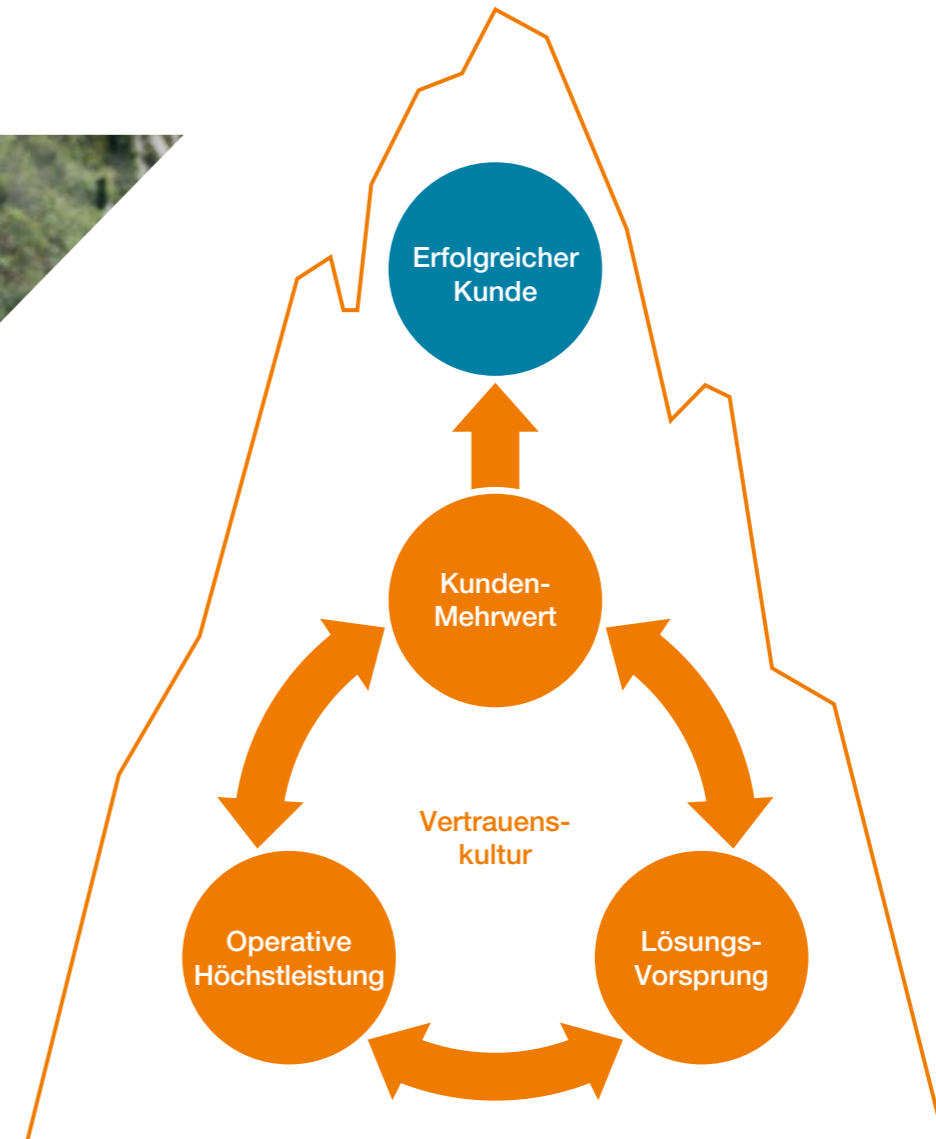 Erfolgreicher
Kunde
Kunden-
Mehrwert
Vertrauens-
kultur
Operative
Höchstleistung
Lösungs-
Vorsprung